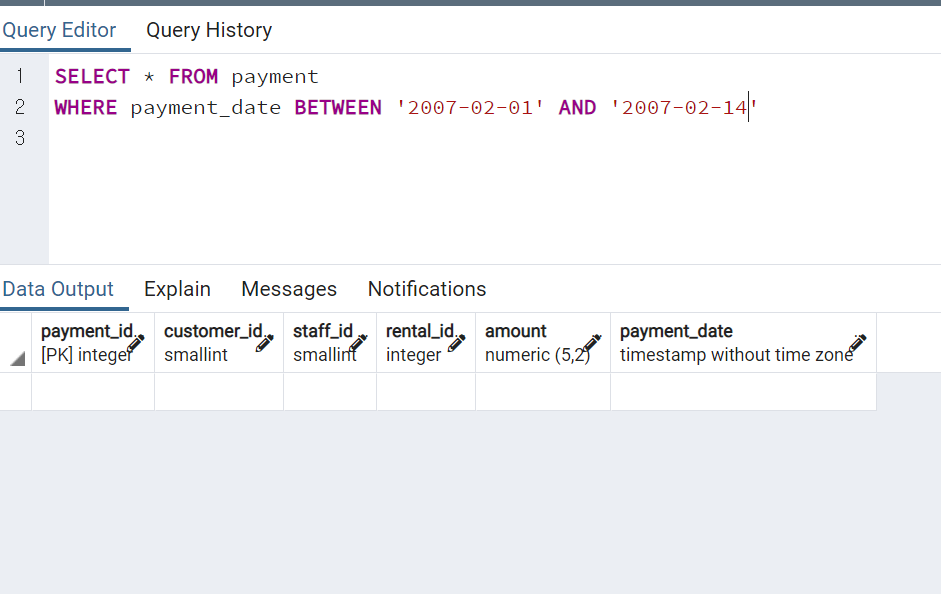 Query Editor Query History
1 SELECT * FROM payment
2 WHERE payment_date BETWEEN '2007-02-01' AND '2007-02-14'
3
Data Output Explain Messages Notifications
payment_id customer_id staff_id rental_id amount payment_date
[PK] integer smallint smallint integer numeric (5,2) timestamp without time zone